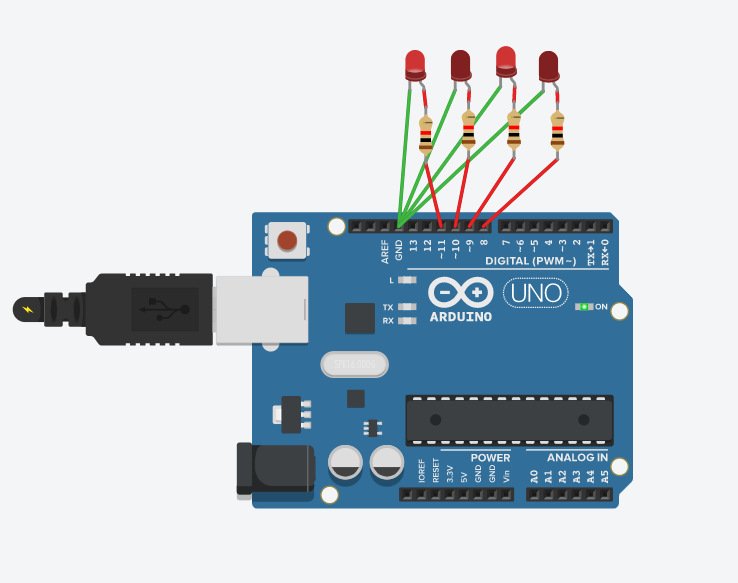 AREF
GND
13
12
~11
~10
~9
8
7
~6
~5
4
~3
2
TX→1
RX←0
DIGITAL (PWM~)
L
TX
RX
UNO
ARDUINO
ON
SPK16.000G
POWER
ANALOG IN
IOREF
RESET
3.3V
5V
GND
GND
Vin
A0
A1
A2
A3
A4
A5